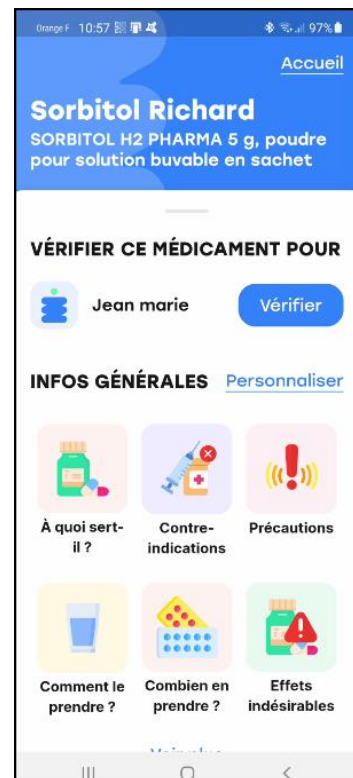 Orange F 10:57 97%
Accueil
Sorbitol Richard
SORBITOL H2 PHARMA 5 g, poudre
pour solution buvable en sachet
VÉRIFIER CE MÉDICAMENT POUR
Jean marie
Vérifier
INFOS GÉNÉRALES Personnaliser
À quoi sert-
il ?
Contre-
indications
Précautions
Comment le
prendre ?
Combien en
prendre ?
Effets
indésirables
Voir plus